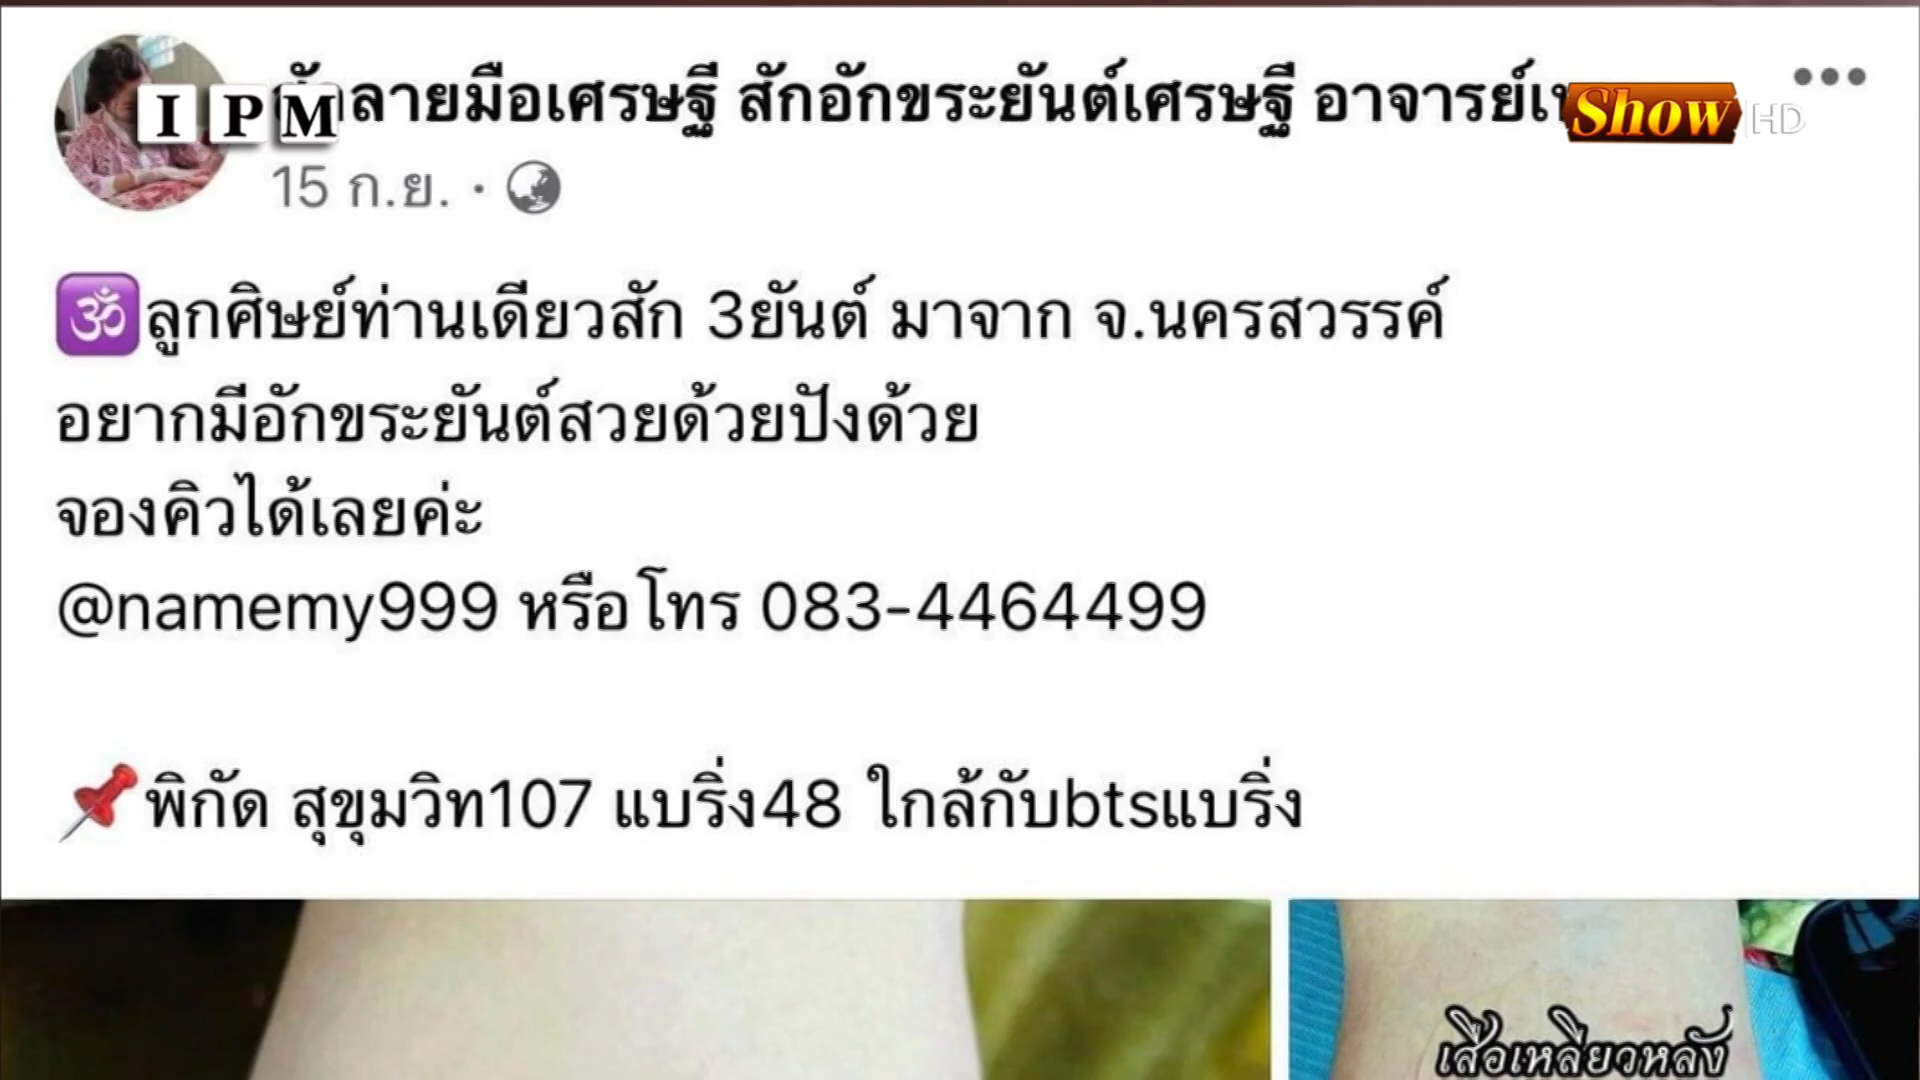 สักลายมือเศรษฐี สักอักขระยันต์เศรษฐี อาจารย์
IPM
Show HD
15 ก.ย.
ลูกศิษย์ท่านเดียวสัก 3ยันต์ มาจาก จ.นครสวรรค์
อยากมีอักขระยันต์สวยด้วยปังด้วย
จองคิวได้เลยค่ะ
@namemy999 หรือโทร 083-4464499
พิกัด สุขุมวิท107 แบริ่ง48 ใกล้กับbtsแบริ่ง
เสือเหลียวหลัง